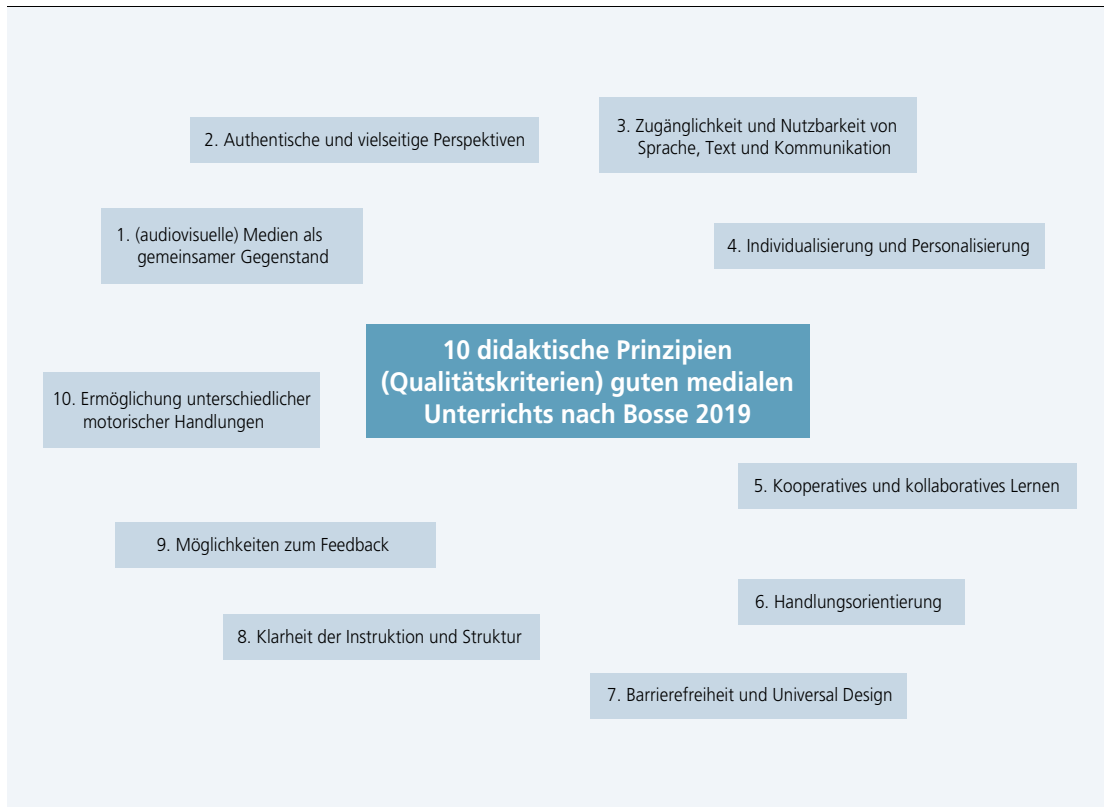 10 didaktische Prinzipien
(Qualitätskriterien) guten medialen
Unterrichts nach Bosse 2019
1. (audiovisuelle) Medien als
gemeinsamer Gegenstand
2. Authentische und vielseitige Perspektiven
3. Zugänglichkeit und Nutzbarkeit von
Sprache, Text und Kommunikation
4. Individualisierung und Personalisierung
5. Kooperatives und kollaboratives Lernen
6. Handlungsorientierung
7. Barrierefreiheit und Universal Design
8. Klarheit der Instruktion und Struktur
9. Möglichkeiten zum Feedback
10. Ermöglichung unterschiedlicher
motorischer Handlungen